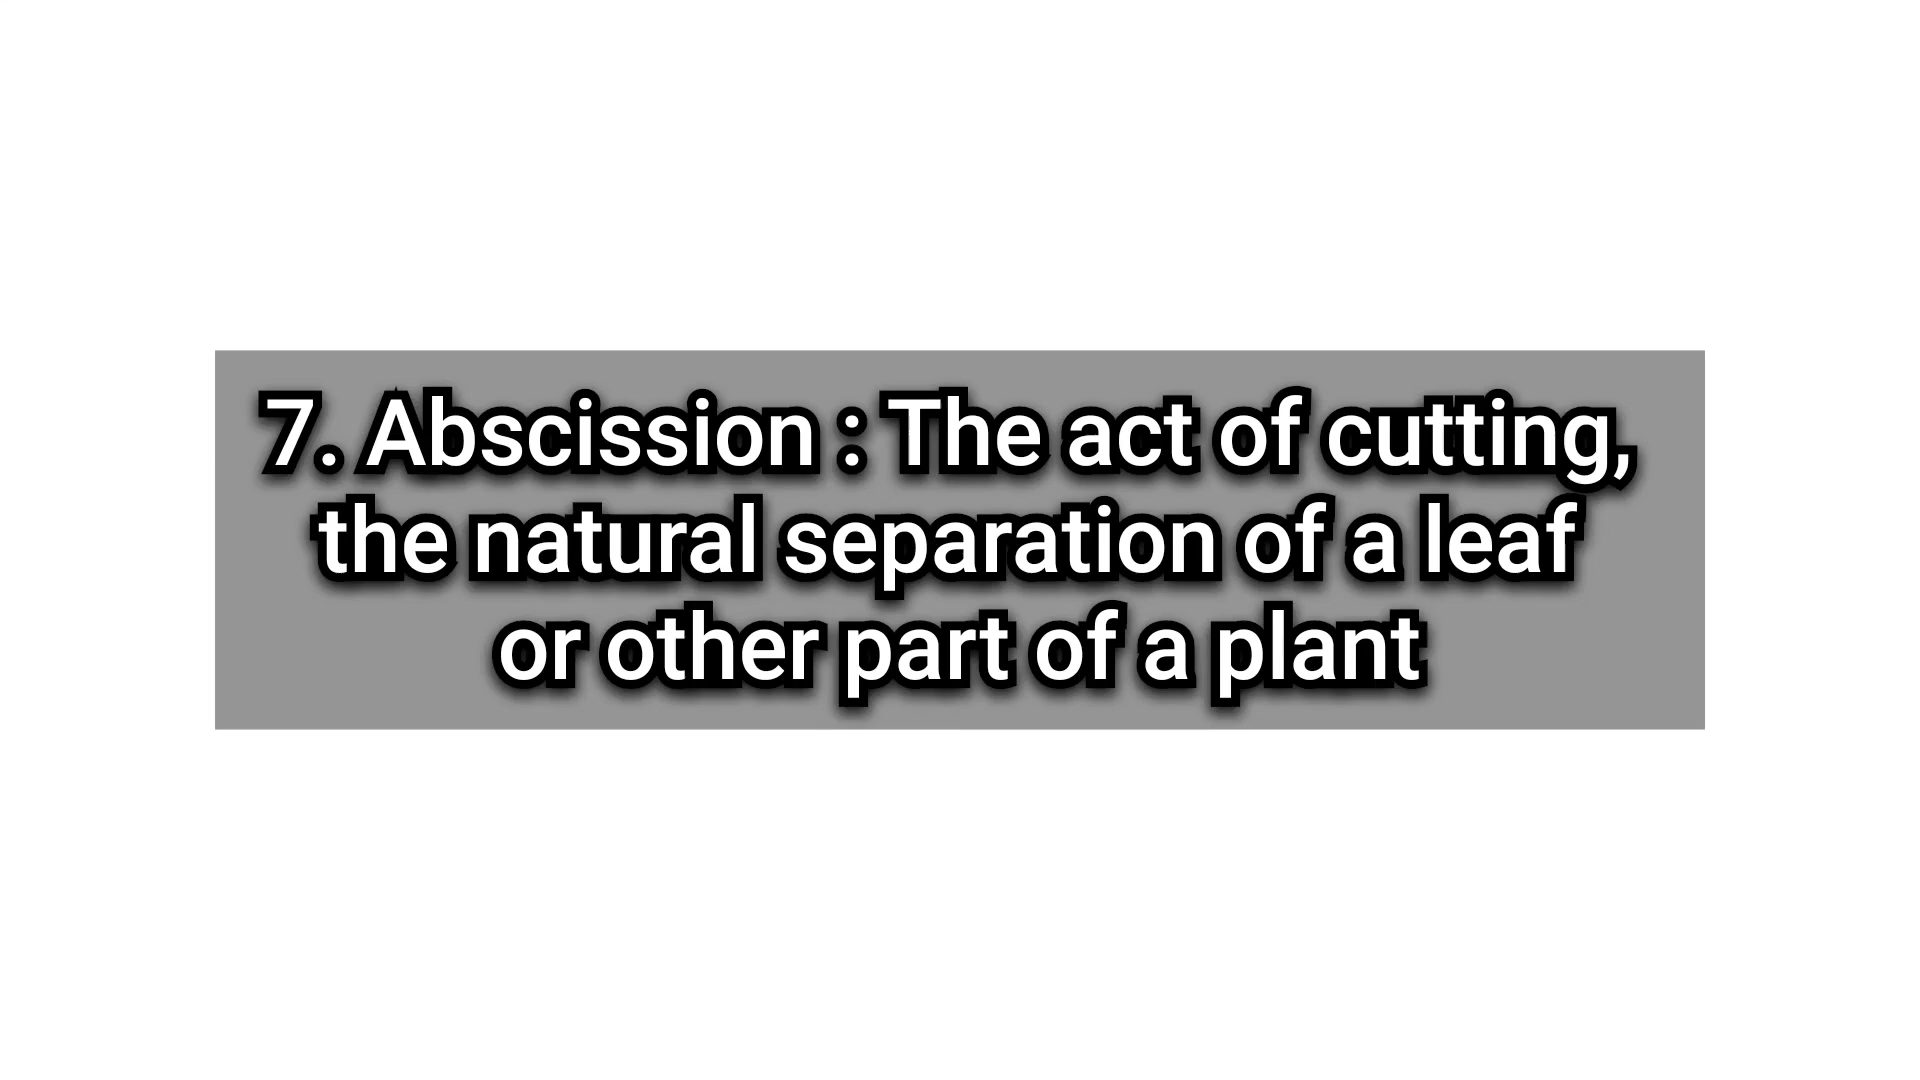 7. Abscission : The act of cutting,
the natural separation of a leaf
or other part of a plant